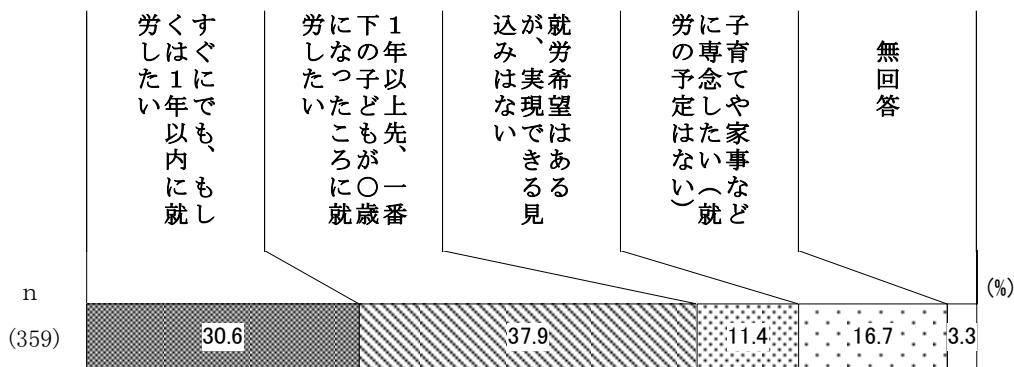 すぐにでも、もし
くは１年以内に就
労したい
１年以上先、一番
下の子どもが〇歳
になったころに就
労したい
就労希望はある
が、実現できる見
込みはない
子育てや家事など
に専念したい（就
労の予定はない）
無回答
(%)
n
(359)
30.6
37.9
11.4
16.7
3.3